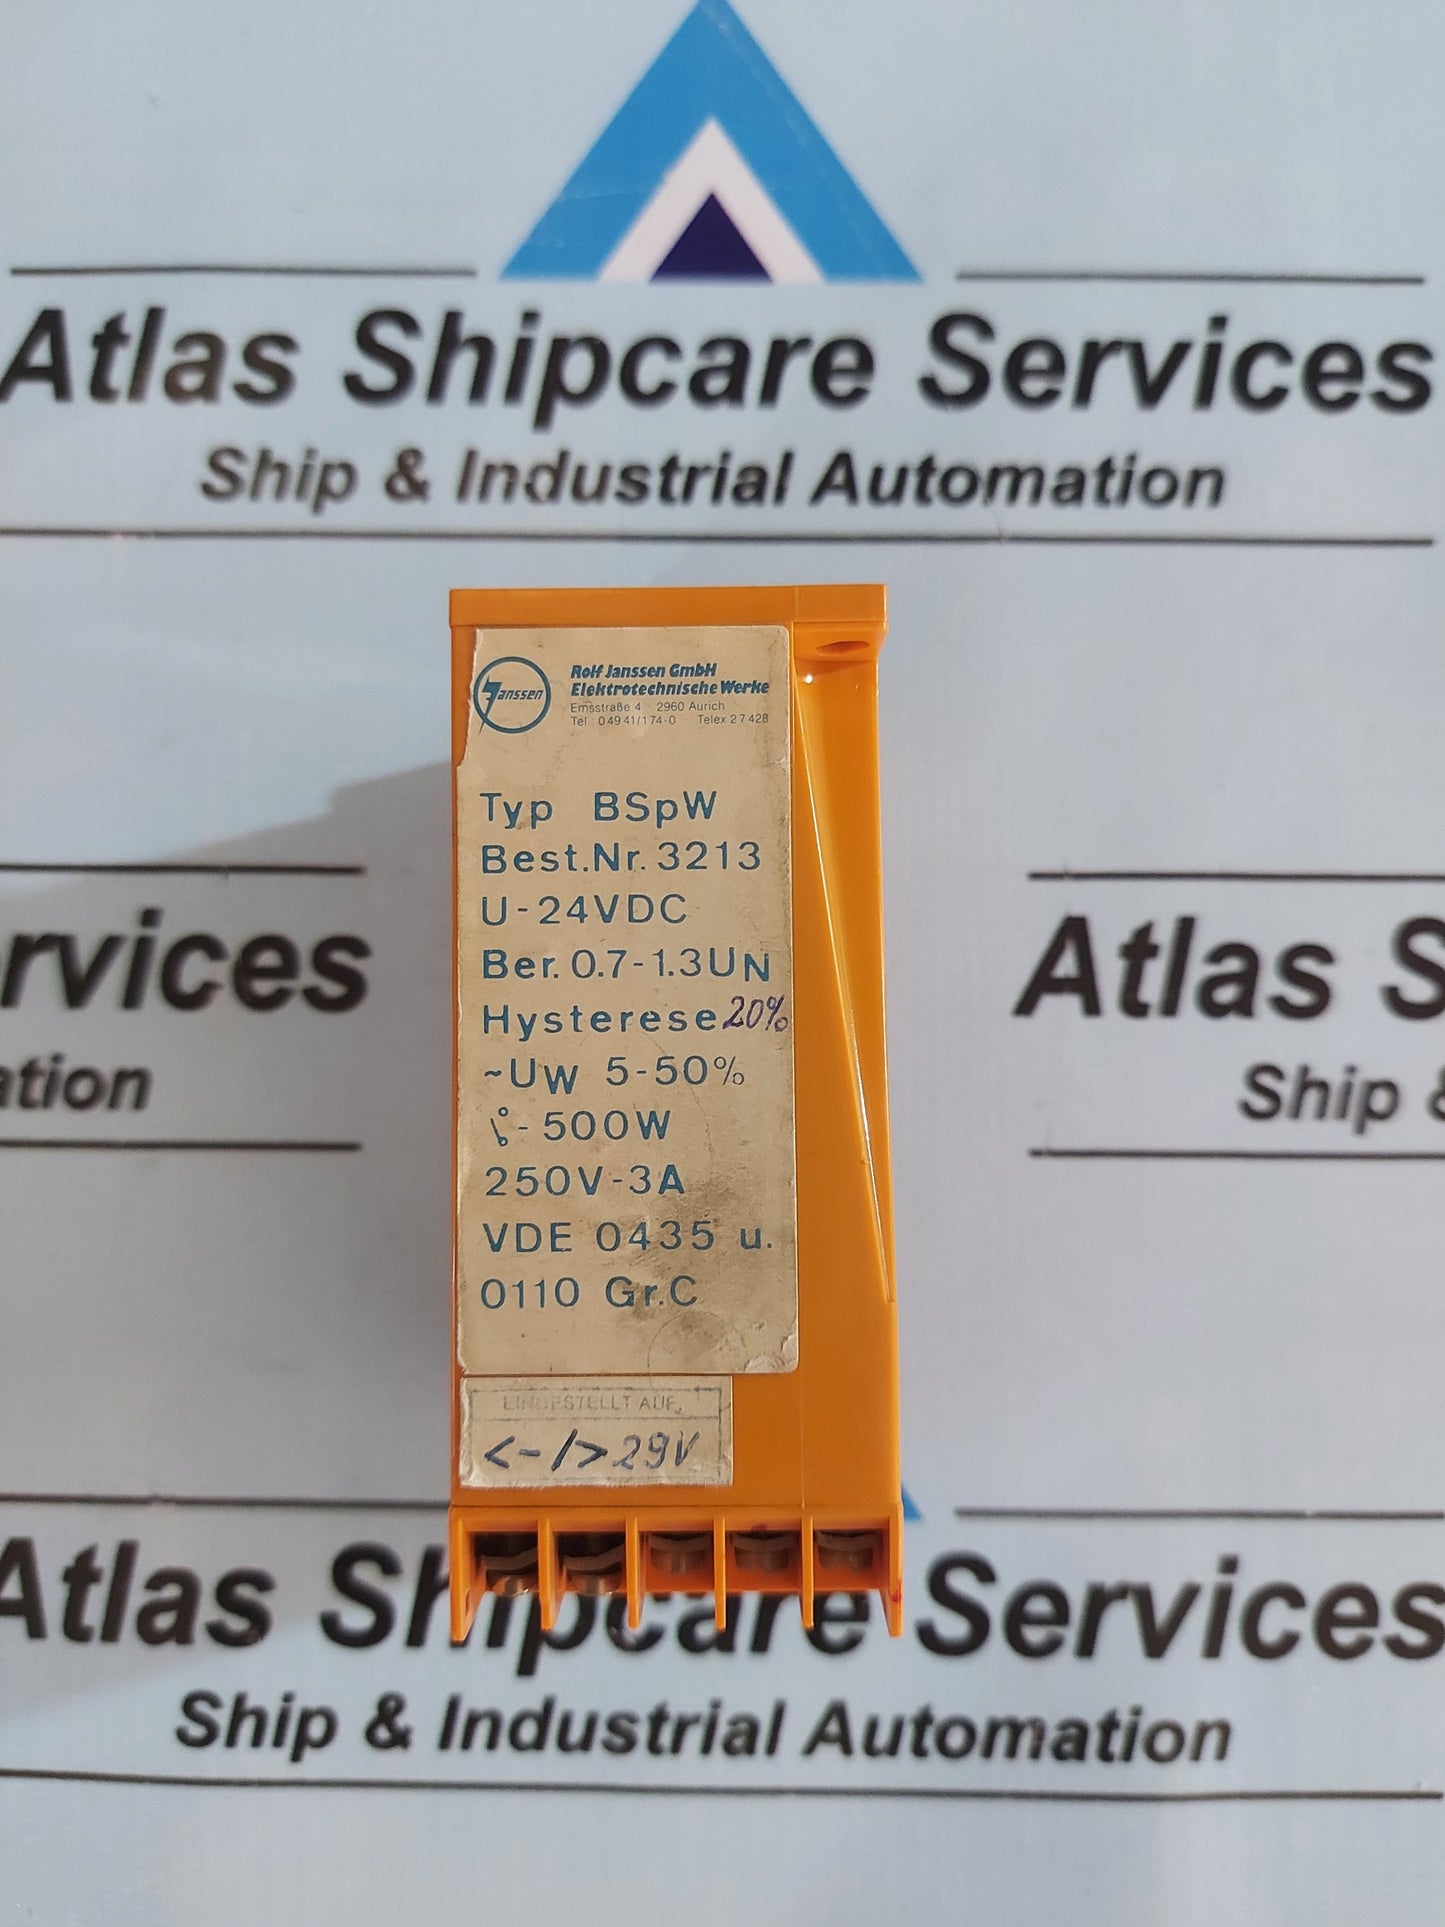 Atlas Shipcare Services
Ship & Industrial Automation
Janssen
Rolf Janssen GmbH
Elektrotechnische Werke
Emsstraße 4 2960 Aurich
Tel.: 04941/174-0 Telex 27428
Typ BSpW
Best.Nr. 3213
U-24VDC
Ber. 0.7-1.3UN
Hysterese 20%
~UW 5-50%
- 500W
250V-3A
VDE 0435 u.
0110 Gr.C
EINGESTELLT AUF
<-/>29V
rvices
ation
Atlas S
Ship &
Atlas Shipcare Services
Ship & Industrial Automation